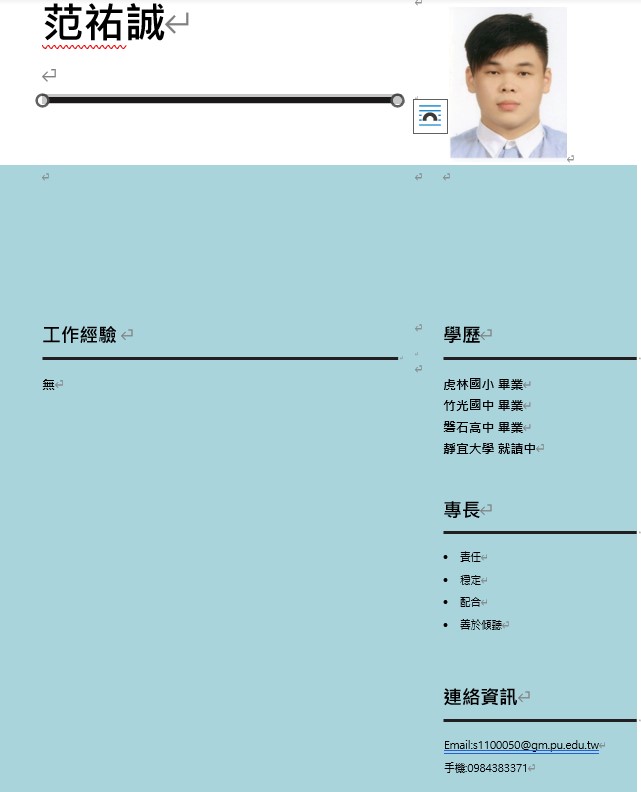 范祐誠
工作經驗
無
學歷
虎林國小 畢業
竹光國中 畢業
磐石高中 畢業
靜宜大學 就讀中
專長
• 責任
• 穩定
• 配合
• 善於傾聽
連絡資訊
Email:s1100050@gm.pu.edu.tw
手機:0984383371